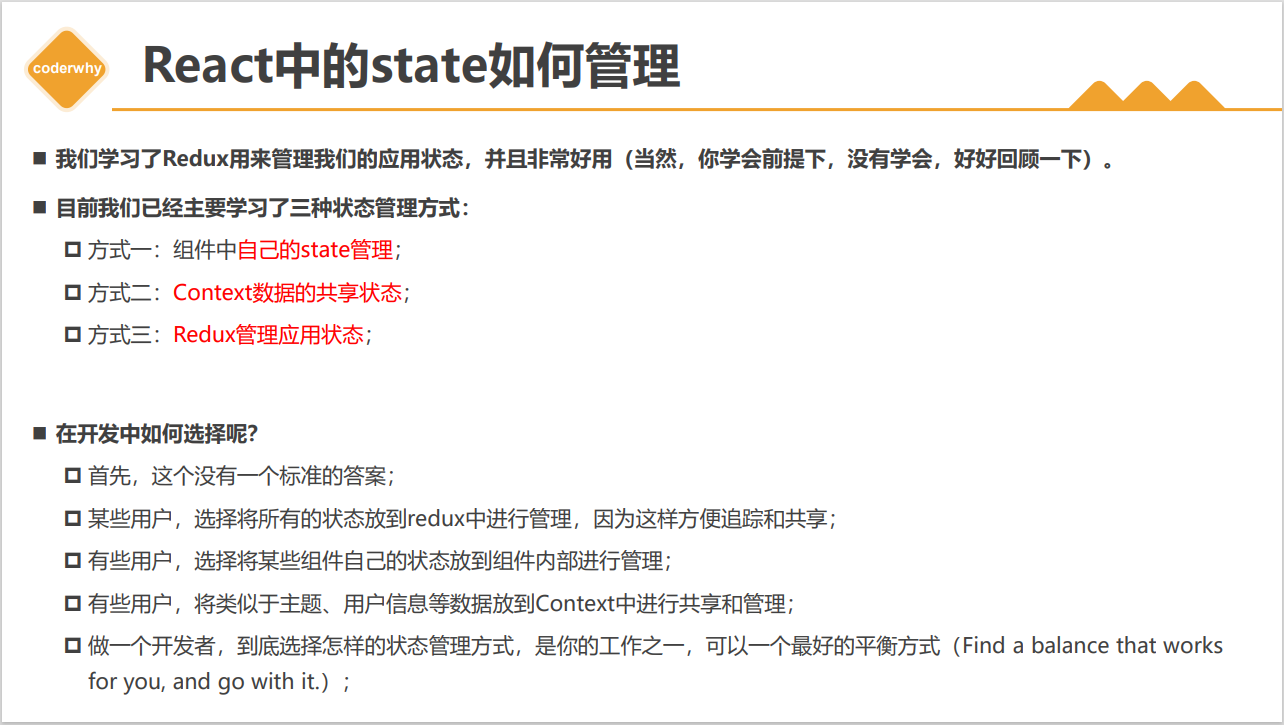 coderwhy
React中的state如何管理
我们学习了Redux用来管理我们的应用状态，并且非常好用（当然，你学会前提下，没有学会，好好回顾一下）。
目前我们已经主要学习了三种状态管理方式：
方式一：组件中自己的state管理；
方式二：Context数据的共享状态；
方式三：Redux管理应用状态；
在开发中如何选择呢？
首先，这个没有一个标准的答案；
某些用户，选择将所有的状态放到redux中进行管理，因为这样方便追踪和共享；
有些用户，选择将某些组件自己的状态放到组件内部进行管理；
有些用户，将类似于主题、用户信息等数据放到Context中进行共享和管理；
做一个开发者，到底选择怎样的状态管理方式，是你的工作之一，可以一个最好的平衡方式（Find a balance that works
for you, and go with it.）；